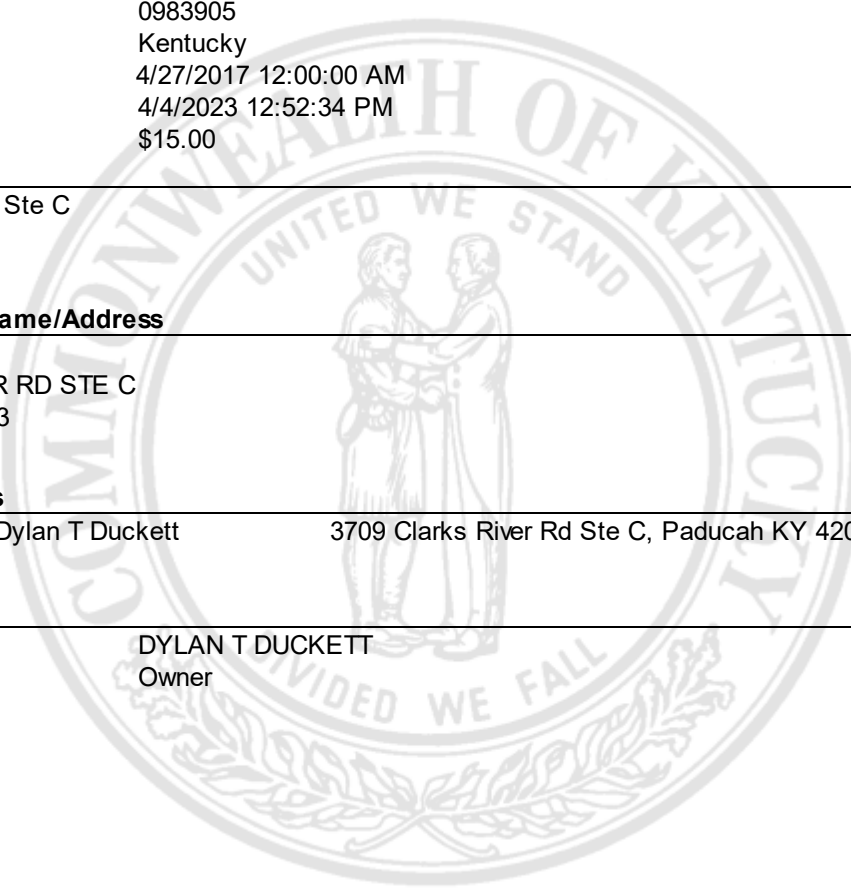 0983905
Kentucky
4/27/2017 12:00:00 AM
4/4/2023 12:52:34 PM
$15.00
Ste C
ame/Address
R RD STE C
3
s
Dylan T Duckett 3709 Clarks River Rd Ste C, Paducah KY 420
DYLAN T DUCKETT
Owner
COMMONWEALTH OF KENTUCKY
UNITED WE STAND
DIVIDED WE FALL